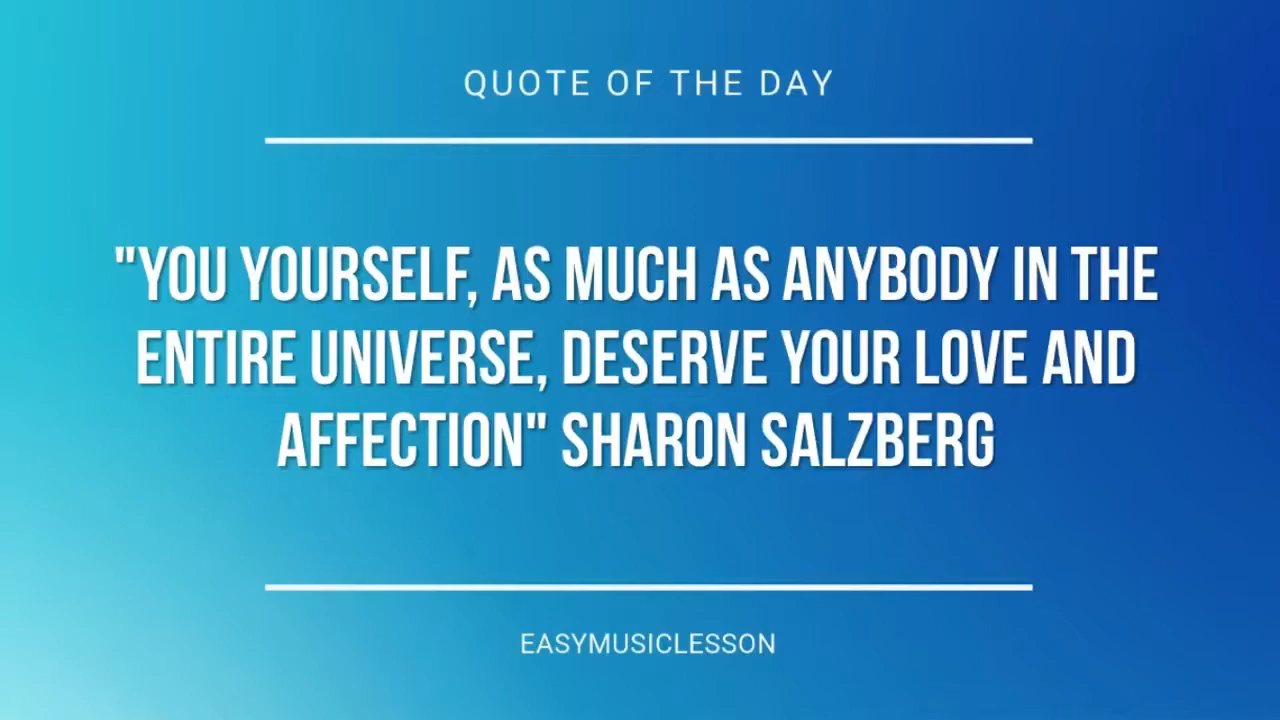 QUOTE OF THE DAY
"YOU YOURSELF, AS MUCH AS ANYBODY IN THE
ENTIRE UNIVERSE, DESERVE YOUR LOVE AND
AFFECTION" SHARON SALZBERG
EASYMUSICLESSON